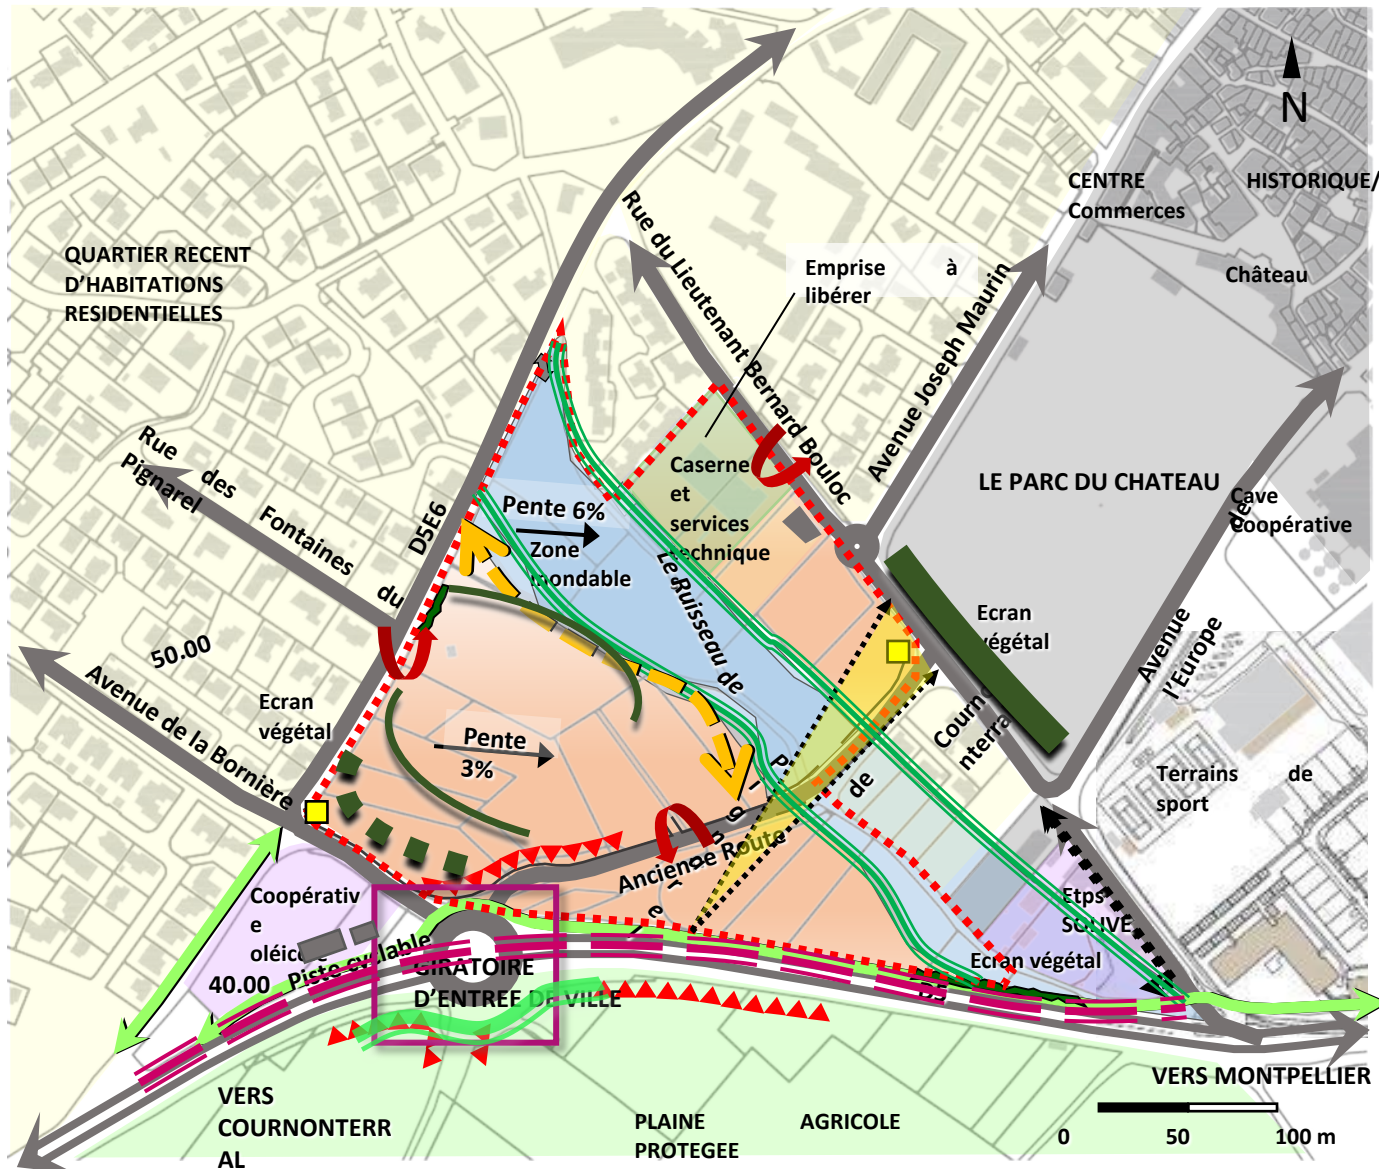 N
CENTRE HISTORIQUE/
Commerces
Château
QUARTIER RECENT
D'HABITATIONS
RESIDENTIELLES
Rue du Lieutenant Bernard Bouloc
Emprise à
libérer
Avenue Joseph Maurin
LE PARC DU CHATEAU
Cave
Coopérative
Rue des Fontaines du
Pignarel
D5E6
Caserne
et
services
technique
Pente 6%
Zone
inondable
Le Ruisseau de
Ecran
végétal
Avenue de
l'Europe
50.00
Avenue de la Bornière
Ecran
végétal
Pente
3%
Terrains de
sport
Ancienne Route de
Etps
Coopérativ
e
40.00
Piste cyclable
Ecran végétal
GIRATOIRE
D'ENTREE DE VILLE
VERS
COURNONTERR
AL
PLAINE AGRICOLE
PROTEGEE
VERS MONTPELLIER
0 50 100 m